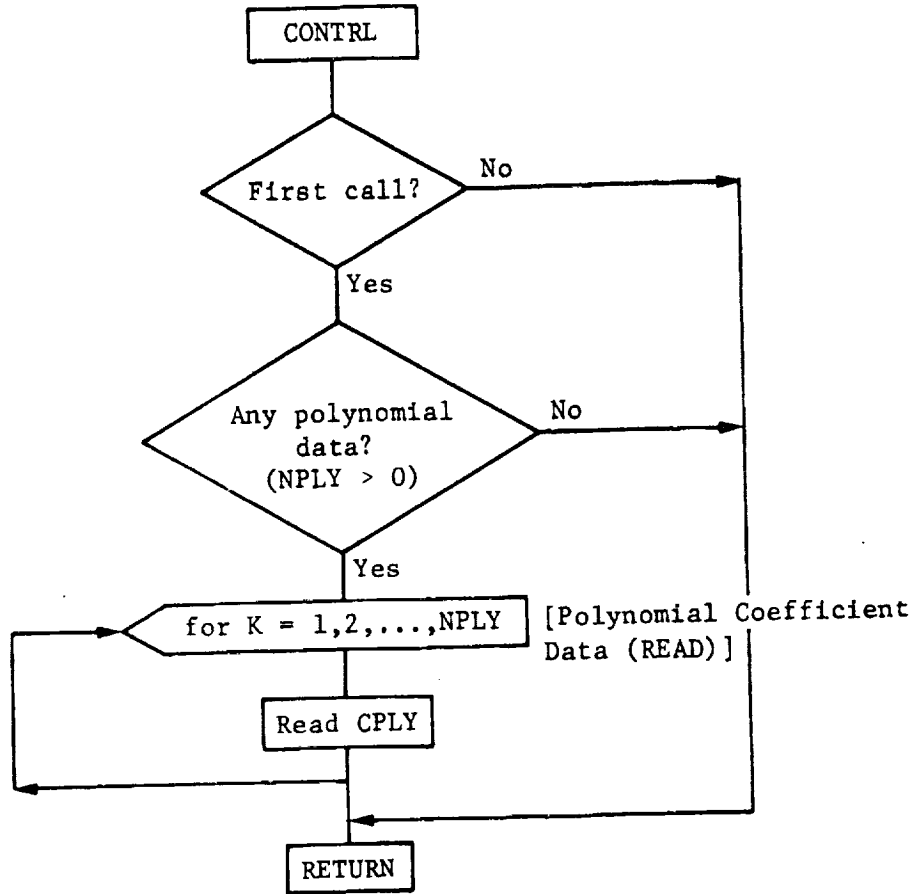 CONTRL
First call?
No
Yes
Any polynomial
data?
(NPLY > 0)
No
Yes
for K = 1,2,...,NPLY
[Polynomial Coefficient
Data (READ)]
Read CPLY
RETURN